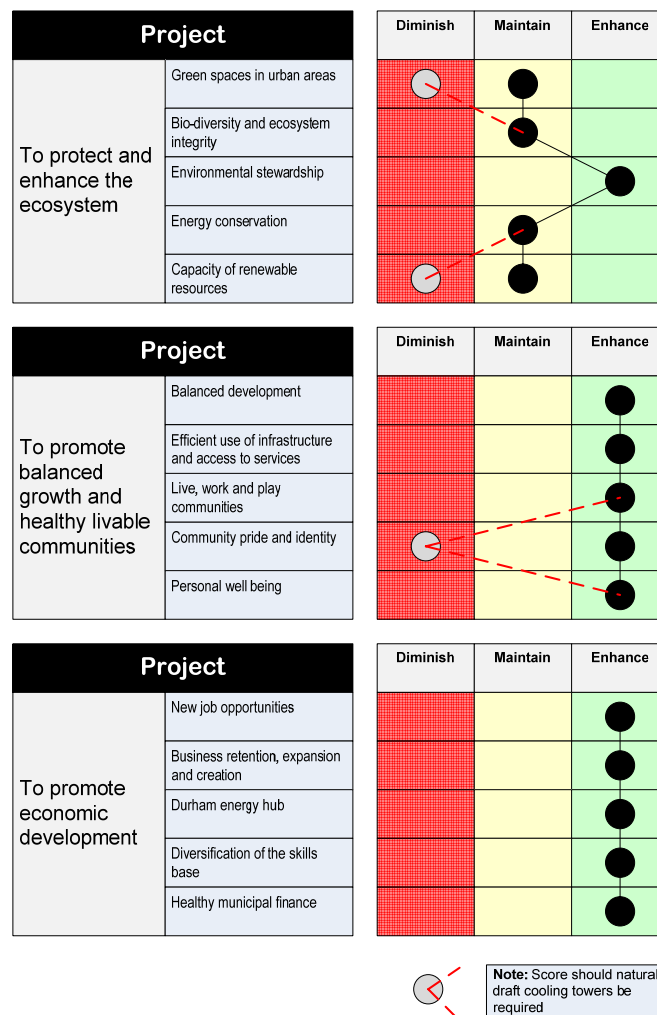 Project
Diminish Maintain Enhance
To protect and
enhance the
ecosystem
Green spaces in urban areas
Bio-diversity and ecosystem
integrity
Environmental stewardship
Energy conservation
Capacity of renewable
resources
Project
Diminish Maintain Enhance
To promote
balanced
growth and
healthy livable
communities
Balanced development
Efficient use of infrastructure
and access to services
Live, work and play
communities
Community pride and identity
Personal well being
Project
Diminish Maintain Enhance
To promote
economic
development
New job opportunities
Business retention, expansion
and creation
Durham energy hub
Diversification of the skills
base
Healthy municipal finance
Note: Score should natural
draft cooling towers be
required